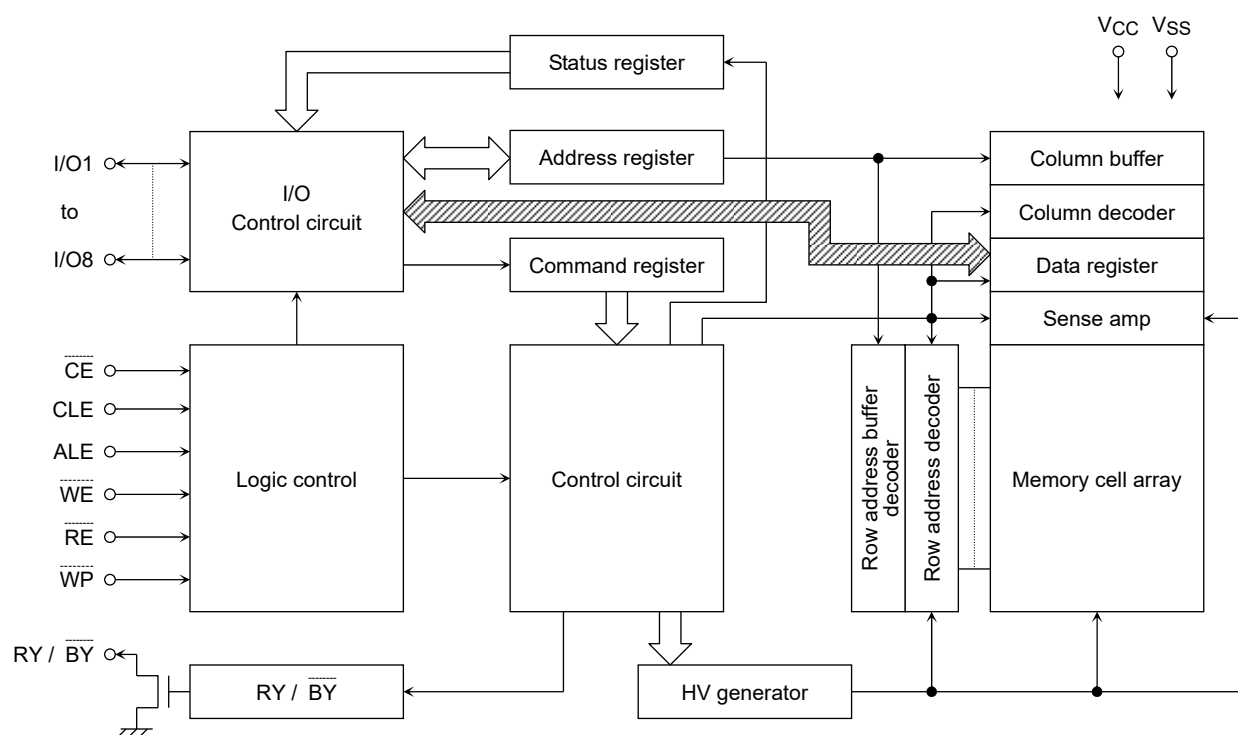 VCC VSS
Status register
I/O1
to
I/O8
I/O
Control circuit
Address register
Command register
Column buffer
Column decoder
Data register
Sense amp
CE
CLE
ALE
WE
RE
WP
Logic control
Control circuit
Row address buffer
decoder
Row address decoder
Memory cell array
RY / BY
RY / BY
HV generator